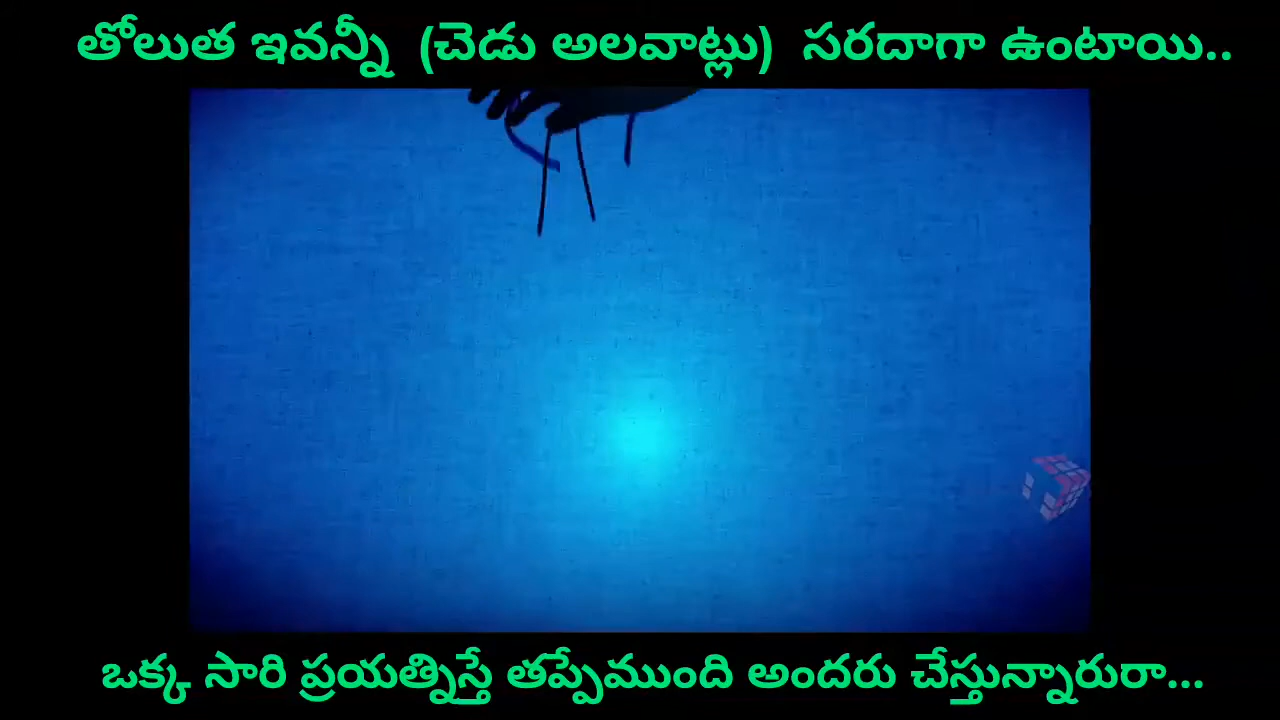 తోలుత ఇవన్నీ (చెడు అలవాట్లు) సరదాగా ఉంటాయి..
ఒక్క సారి ప్రయత్నిస్తే తప్పేముంది అందరు చేస్తున్నారురా...